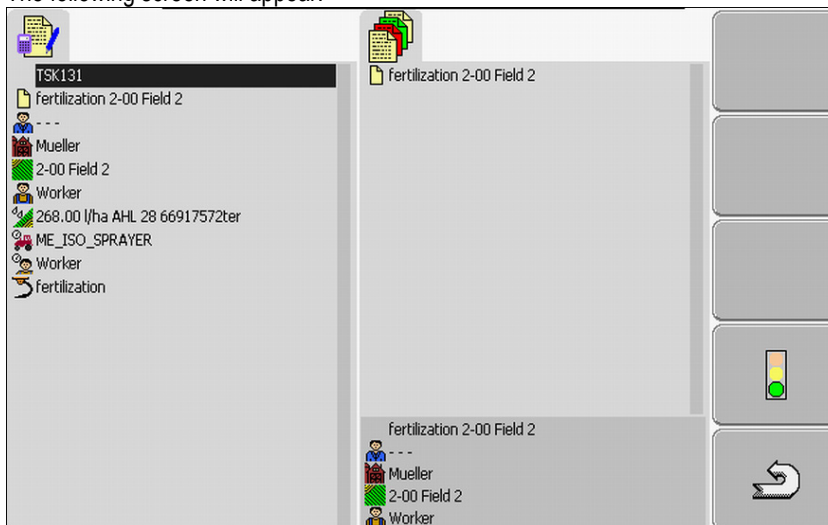 The following screen will appear:
TSK131
fertilization 2-00 Field 2
---
Mueller
2-00 Field 2
Worker
268.00 l/ha AHL 28 66917572ter
ME_ISO_SPRAYER
Worker
fertilization
fertilization 2-00 Field 2
fertilization 2-00 Field 2
---
Mueller
2-00 Field 2
Worker